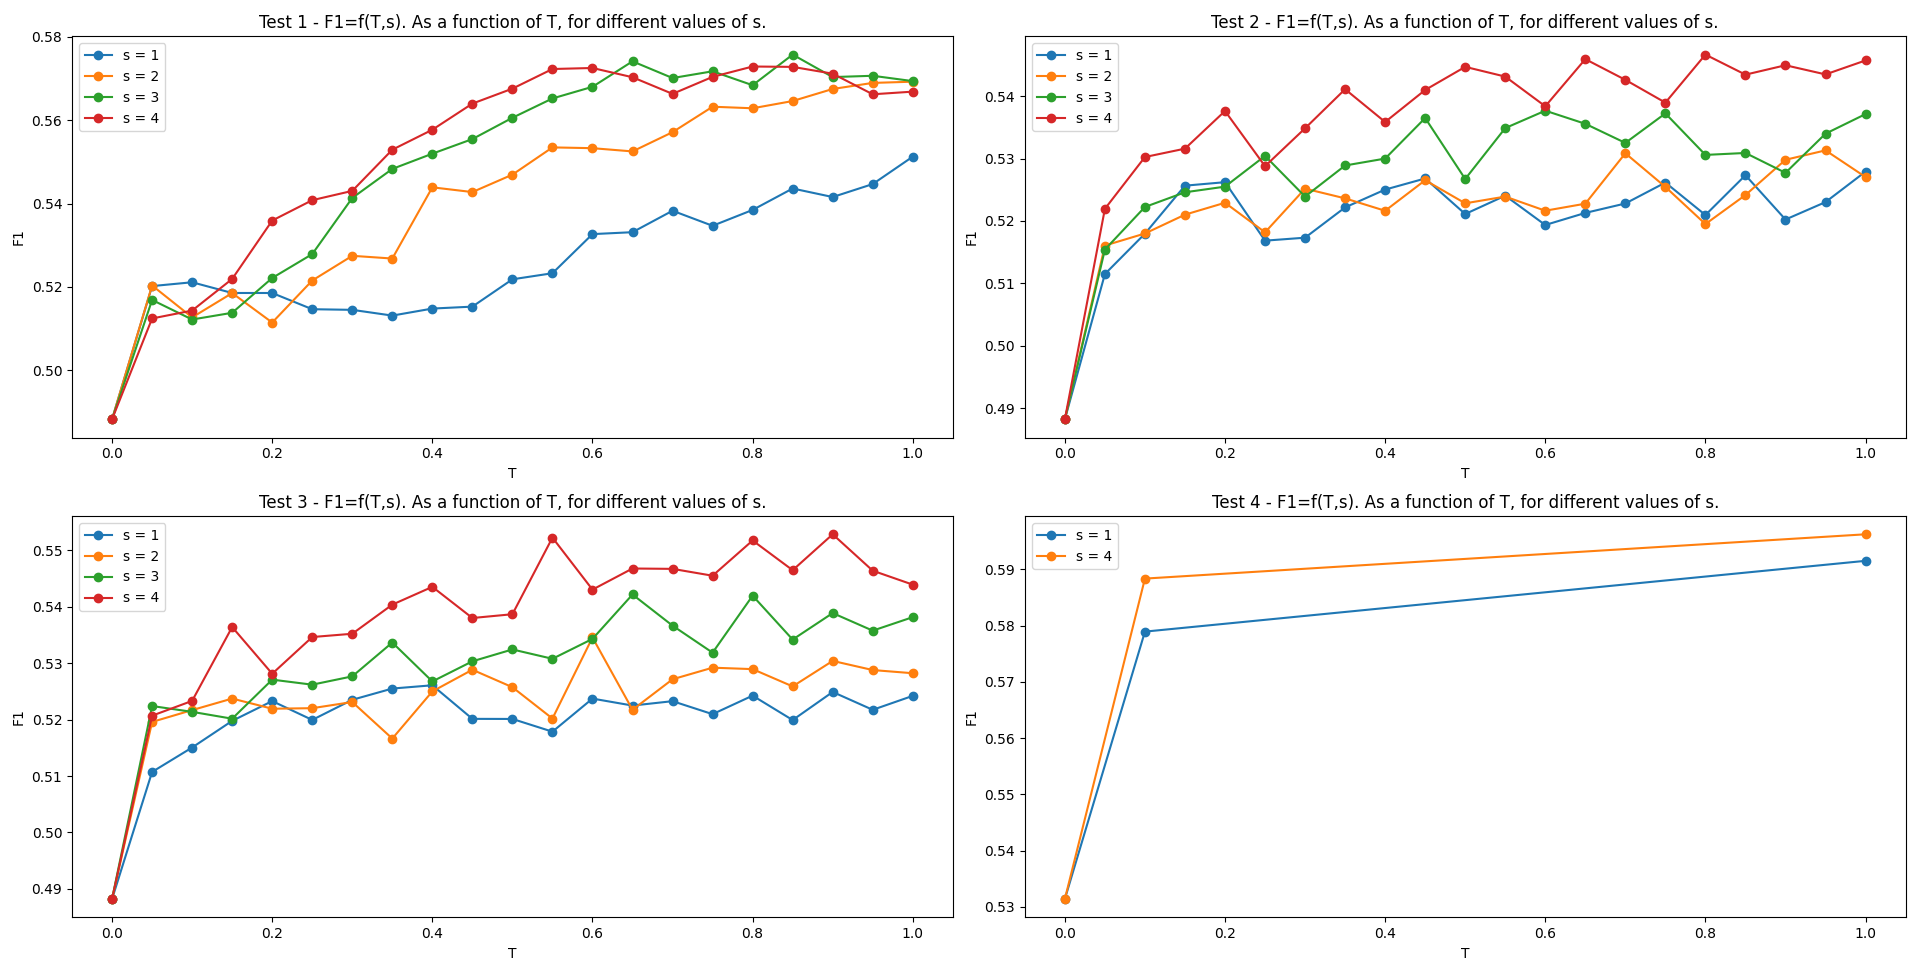 Test 1 - F1=f(T,s). As a function of T, for different values of s.
s = 1
s = 2
s = 3
s = 4
0.58
0.56
0.54
0.52
0.50
F1
0.0 0.2 0.4 0.6 0.8 1.0
T
Test 2 - F1=f(T,s). As a function of T, for different values of s.
s = 1
s = 2
s = 3
s = 4
0.54
0.53
0.52
0.51
0.50
0.49
F1
0.0 0.2 0.4 0.6 0.8 1.0
T
Test 3 - F1=f(T,s). As a function of T, for different values of s.
s = 1
s = 2
s = 3
s = 4
0.55
0.54
0.53
0.52
0.51
0.50
0.49
F1
0.0 0.2 0.4 0.6 0.8 1.0
T
Test 4 - F1=f(T,s). As a function of T, for different values of s.
s = 1
s = 4
0.59
0.58
0.57
0.56
0.55
0.54
0.53
F1
0.0 0.2 0.4 0.6 0.8 1.0
T